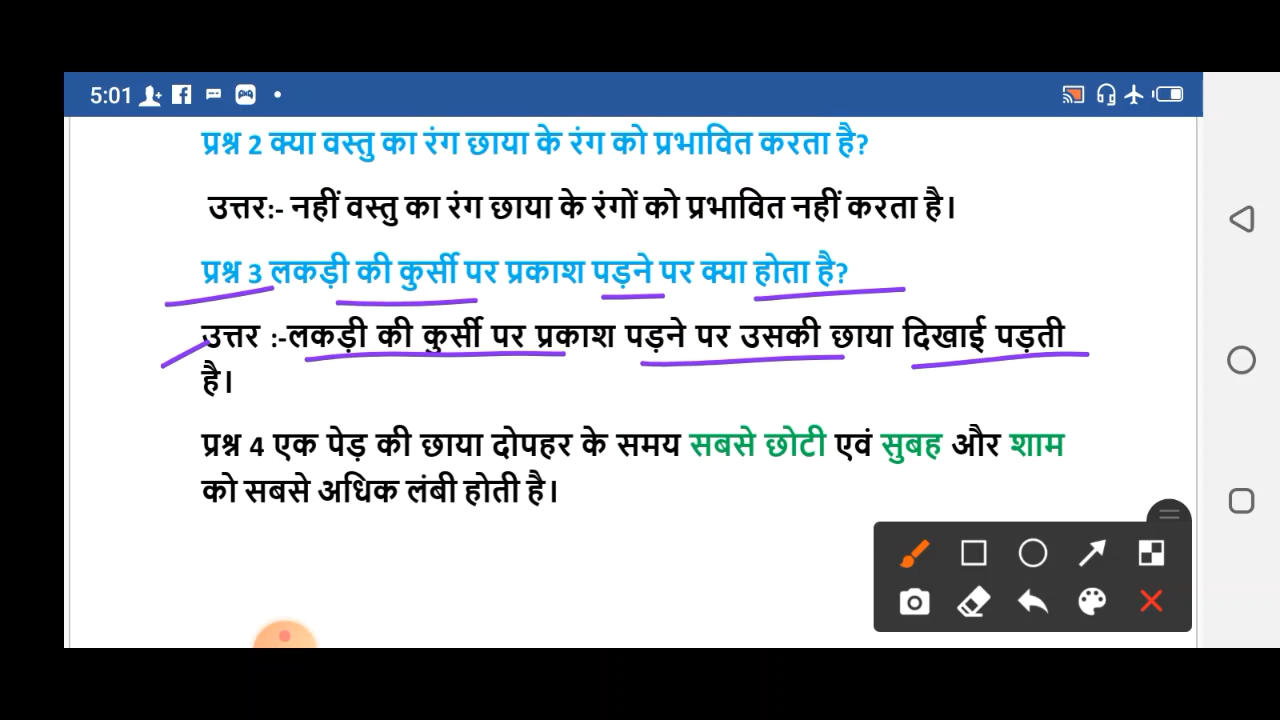 5:01
प्रश्न 2 क्या वस्तु का रंग छाया के रंग को प्रभावित करता है?
उत्तर:- नहीं वस्तु का रंग छाया के रंगों को प्रभावित नहीं करता है।
प्रश्न 3 लकड़ी की कुर्सी पर प्रकाश पड़ने पर क्या होता है?
उत्तर :-लकड़ी की कुर्सी पर प्रकाश पड़ने पर उसकी छाया दिखाई पड़ती
है।
प्रश्न 4 एक पेड़ की छाया दोपहर के समय सबसे छोटी एवं सुबह और शाम
को सबसे अधिक लंबी होती है।